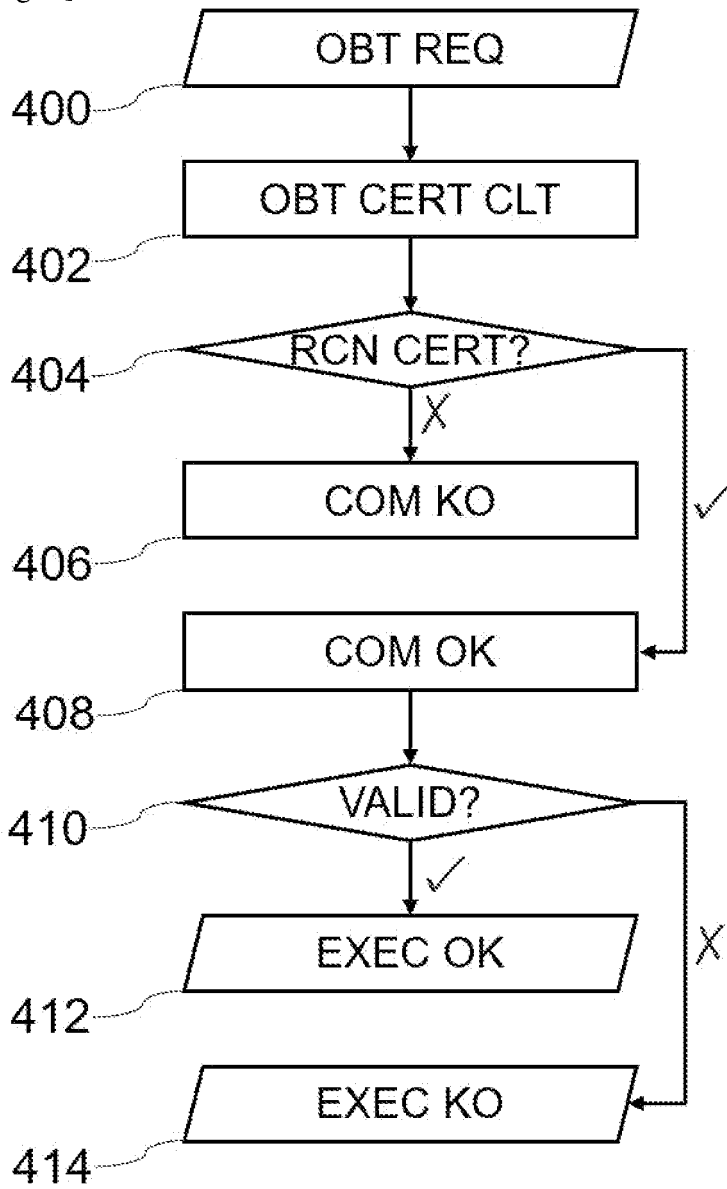 OBT REQ
400
OBT CERT CLT
402
RCN CERT?
404
X
COM KO
✓
406
COM OK
408
VALID?
410
✓
EXEC OK
X
412
EXEC KO
414